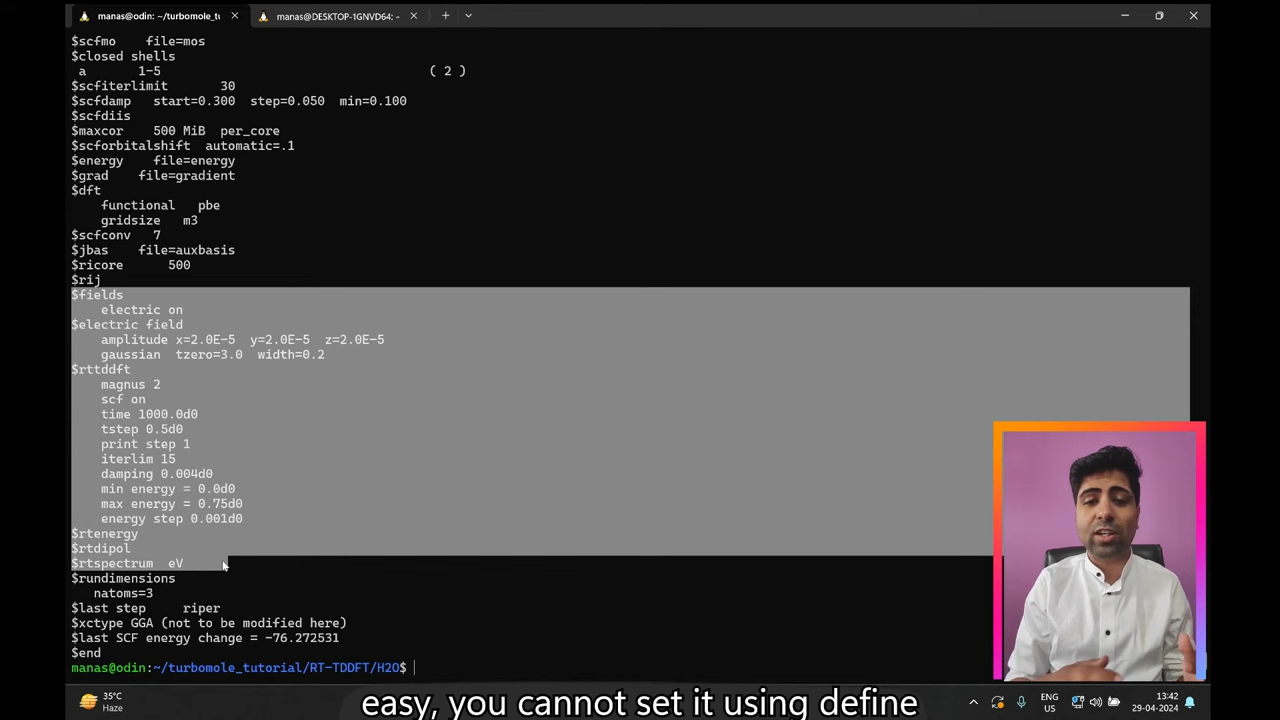 manas@odin: ~/turbomole_tu
manas@DESKTOP-1GNVD64: ~
$scfmo    file=mos
$closed shells
 a       1-5                                     ( 2 )
$scfiterlimit       30
$scfdamp   start=0.300  step=0.050  min=0.100
$scfdiis
$maxcor    500 MiB  per_core
$scforbitalshift  automatic=.1
$energy    file=energy
$grad    file=gradient
$dft
    functional   pbe
    gridsize   m3
$scfconv   7
$jbas    file=auxbasis
$ricore      500
$rij
$fields
    electric on
$electric field
    amplitude x=2.0E-5  y=2.0E-5  z=2.0E-5
    gaussian  tzero=3.0  width=0.2
$rttddft
    magnus 2
    scf on
    time 1000.0d0
    tstep 0.5d0
    print step 1
    iterlim 15
    damping 0.004d0
    min energy = 0.0d0
    max energy = 0.75d0
    energy step 0.001d0
$rtenergy
$rtdipol
$rtspectrum  eV
$rundimensions
   natoms=3
$last step     riper
$xctype GGA (not to be modified here)
$last SCF energy change = -76.272531
$end
manas@odin:~/turbomole_tutorial/RT-TDDFT/H2O$
35°C
Haze
ENG
US
13:42
29-04-2024
easy, you cannot set it using define